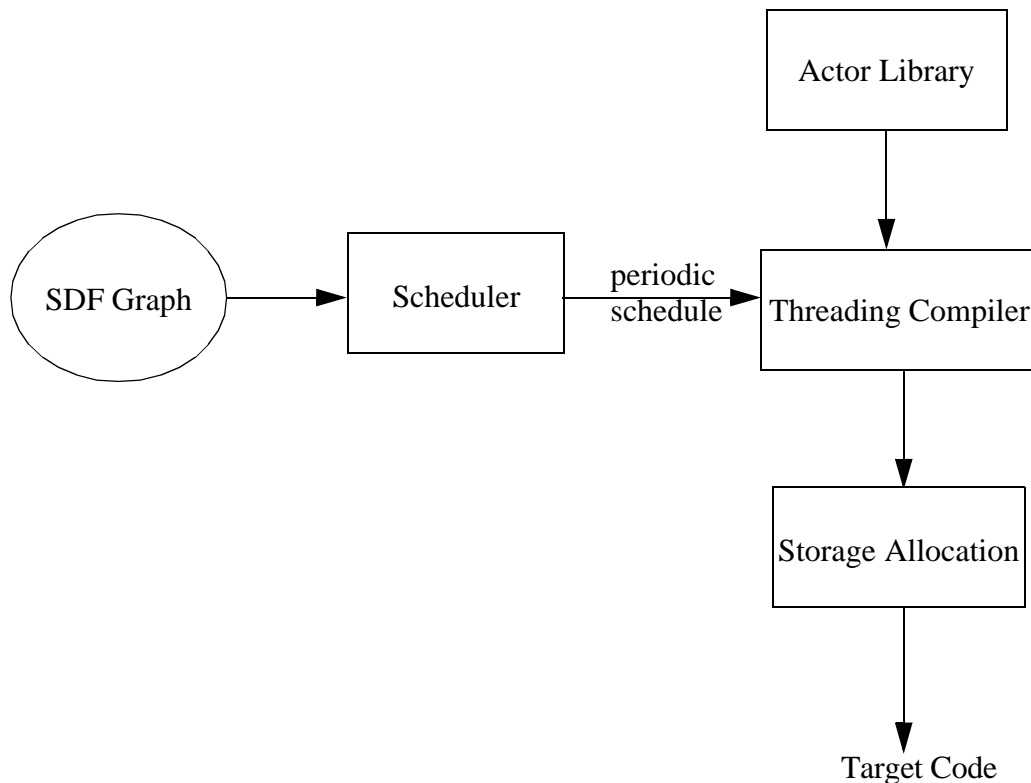 Actor Library
SDF Graph
Scheduler
periodic
schedule
Threading Compiler
Storage Allocation
Target Code